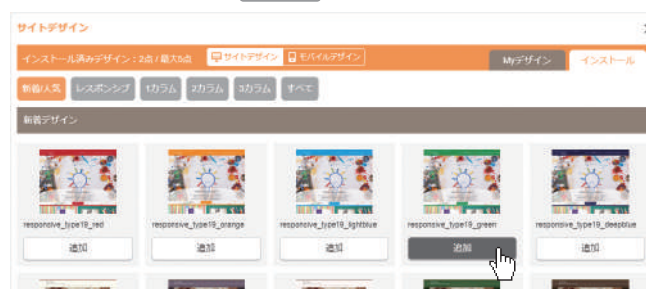 サイトデザイン
インストール済みデザイン：2点 / 最大5点 サイトデザイン モバイルデザイン Myデザイン インストール
新着/人気 レスポンシブ 1カラム 2カラム 3カラム すべて
新着デザイン
responsive_type19_red responsive_type19_orange responsive_type19_lightblue responsive_type19_green responsive_type19_deepblue
追加 追加 追加 追加 追加